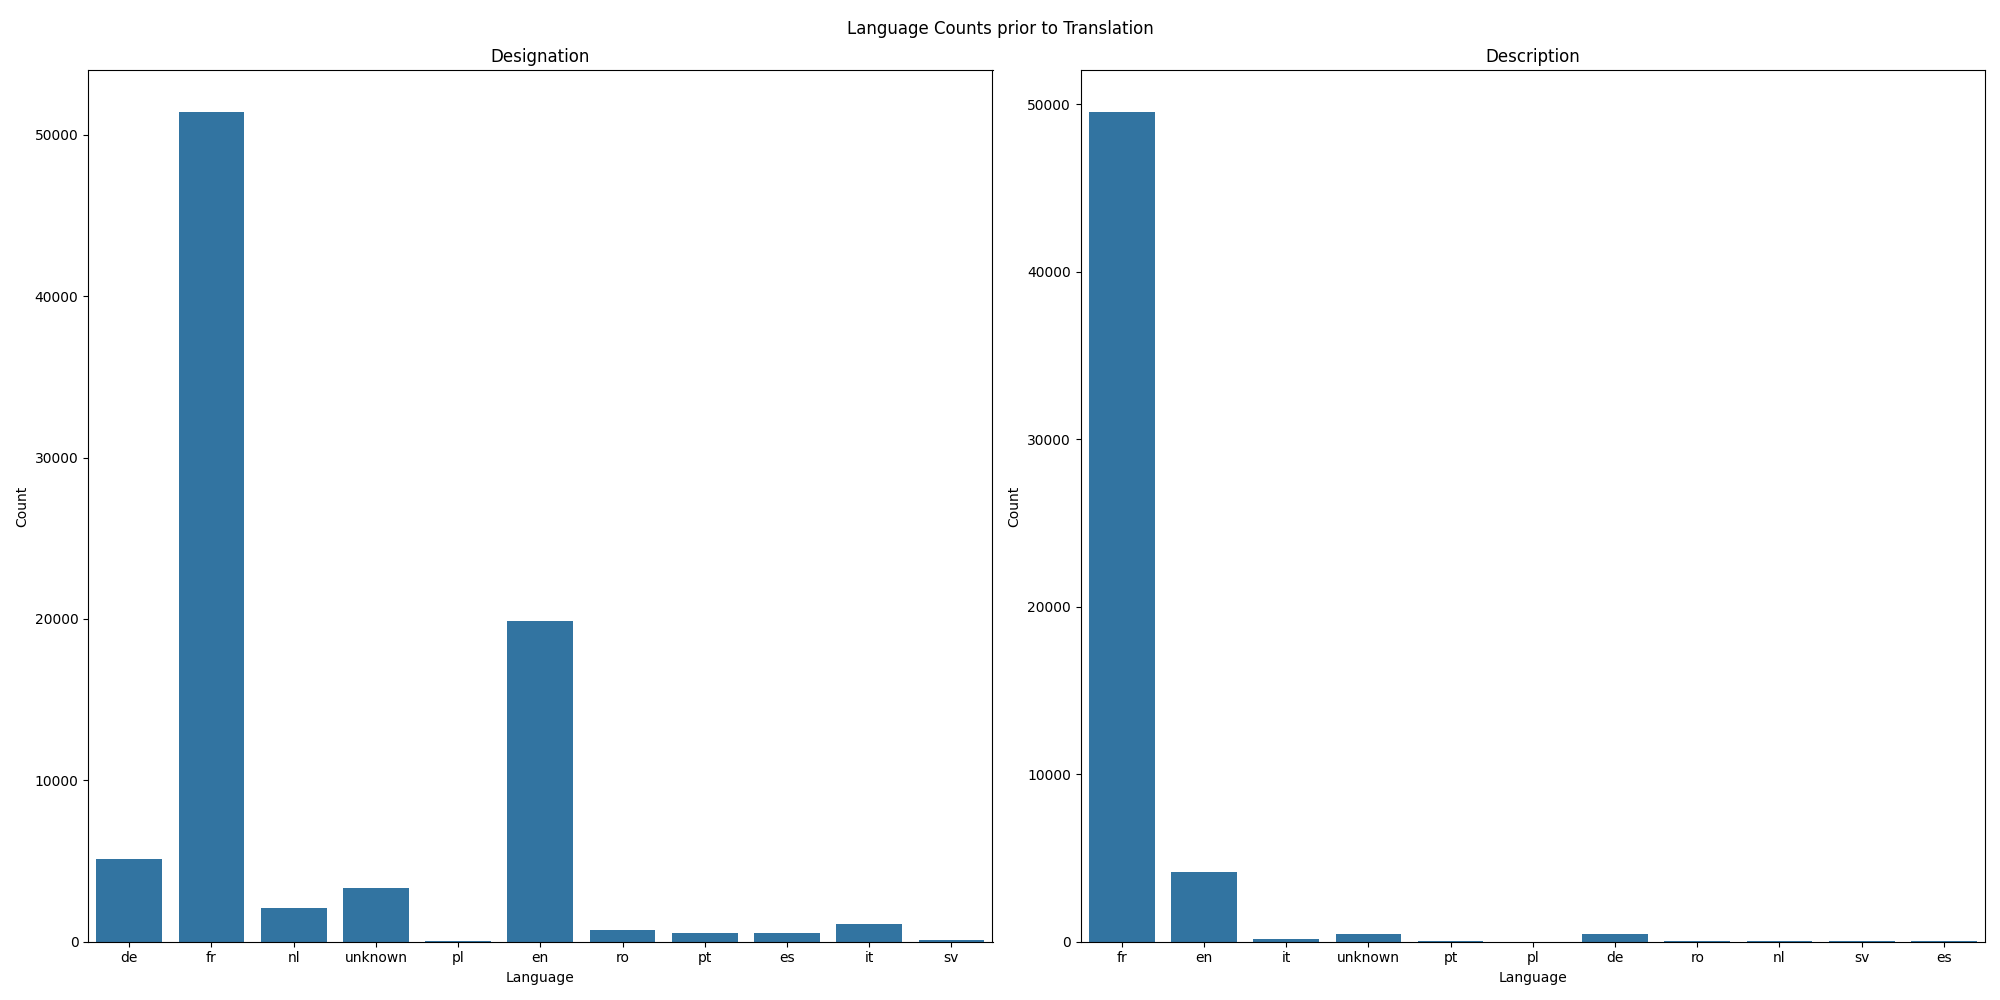 Language Counts prior to Translation
Designation
50000
40000
30000
20000
10000
0
Count
de fr nl unknown pl en ro pt es it sv
Language
Description
50000
40000
30000
20000
10000
0
Count
fr en it unknown pt pl de ro nl sv es
Language